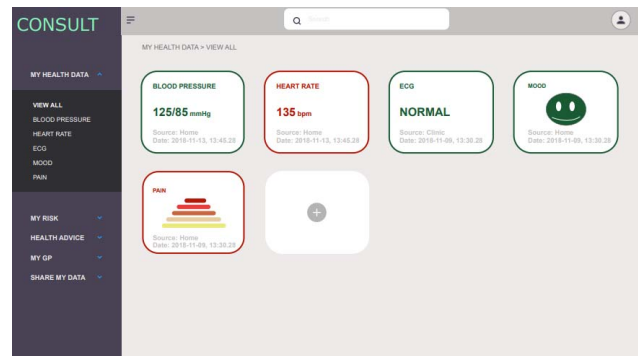 CONSULT
Search
MY HEALTH DATA > VIEW ALL
MY HEALTH DATA
VIEW ALL
BLOOD PRESSURE
HEART RATE
ECG
MOOD
PAIN
MY RISK
HEALTH ADVICE
MY GP
SHARE MY DATA
BLOOD PRESSURE
125/85 mmHg
Source: Home
Date: 2018-11-13, 13:45.28
HEART RATE
135 bpm
Source: Home
Date: 2018-11-13, 13:45.28
ECG
NORMAL
Source: Clinic
Date: 2018-11-09, 13:30.28
MOOD
Source: Home
Date: 2018-11-09, 13:30.28
PAIN
Source: Home
Date: 2018-11-09, 13:30.28